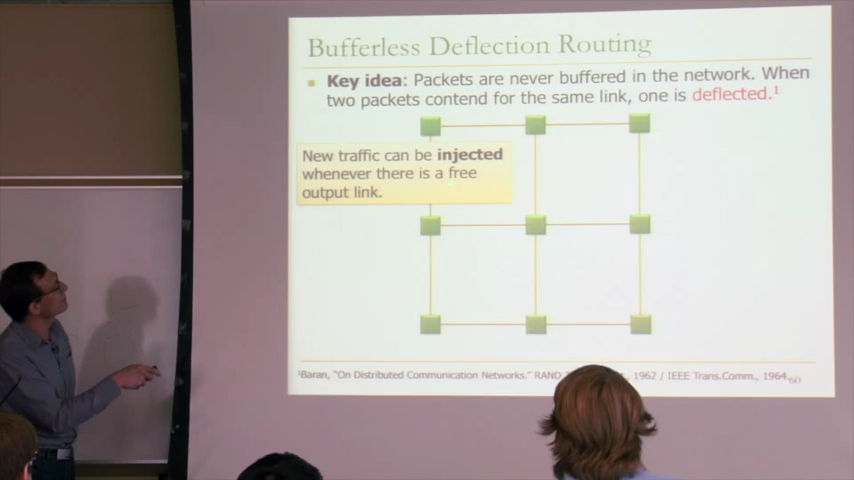 Bufferless Deflection Routing
Key idea: Packets are never buffered in the network. When
two packets contend for the same link, one is deflected.¹
New traffic can be injected
whenever there is a free
output link.
¹Baran, "On Distributed Communication Networks." RAND 1962 / IEEE Trans.Comm., 1964.
60